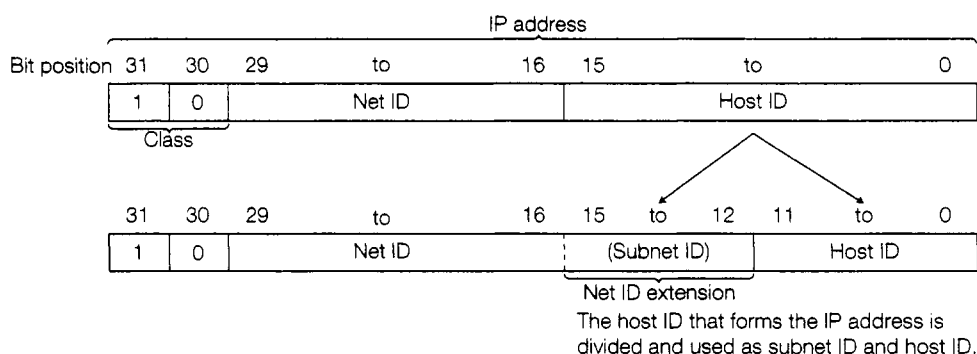 IP address
Bit position 31 30 29 to 16 15 to 0
1 0 Net ID Host ID
Class
31 30 29 to 16 15 to 12 11 to 0
1 0 Net ID (Subnet ID) Host ID
Net ID extension
The host ID that forms the IP address is
divided and used as subnet ID and host ID.